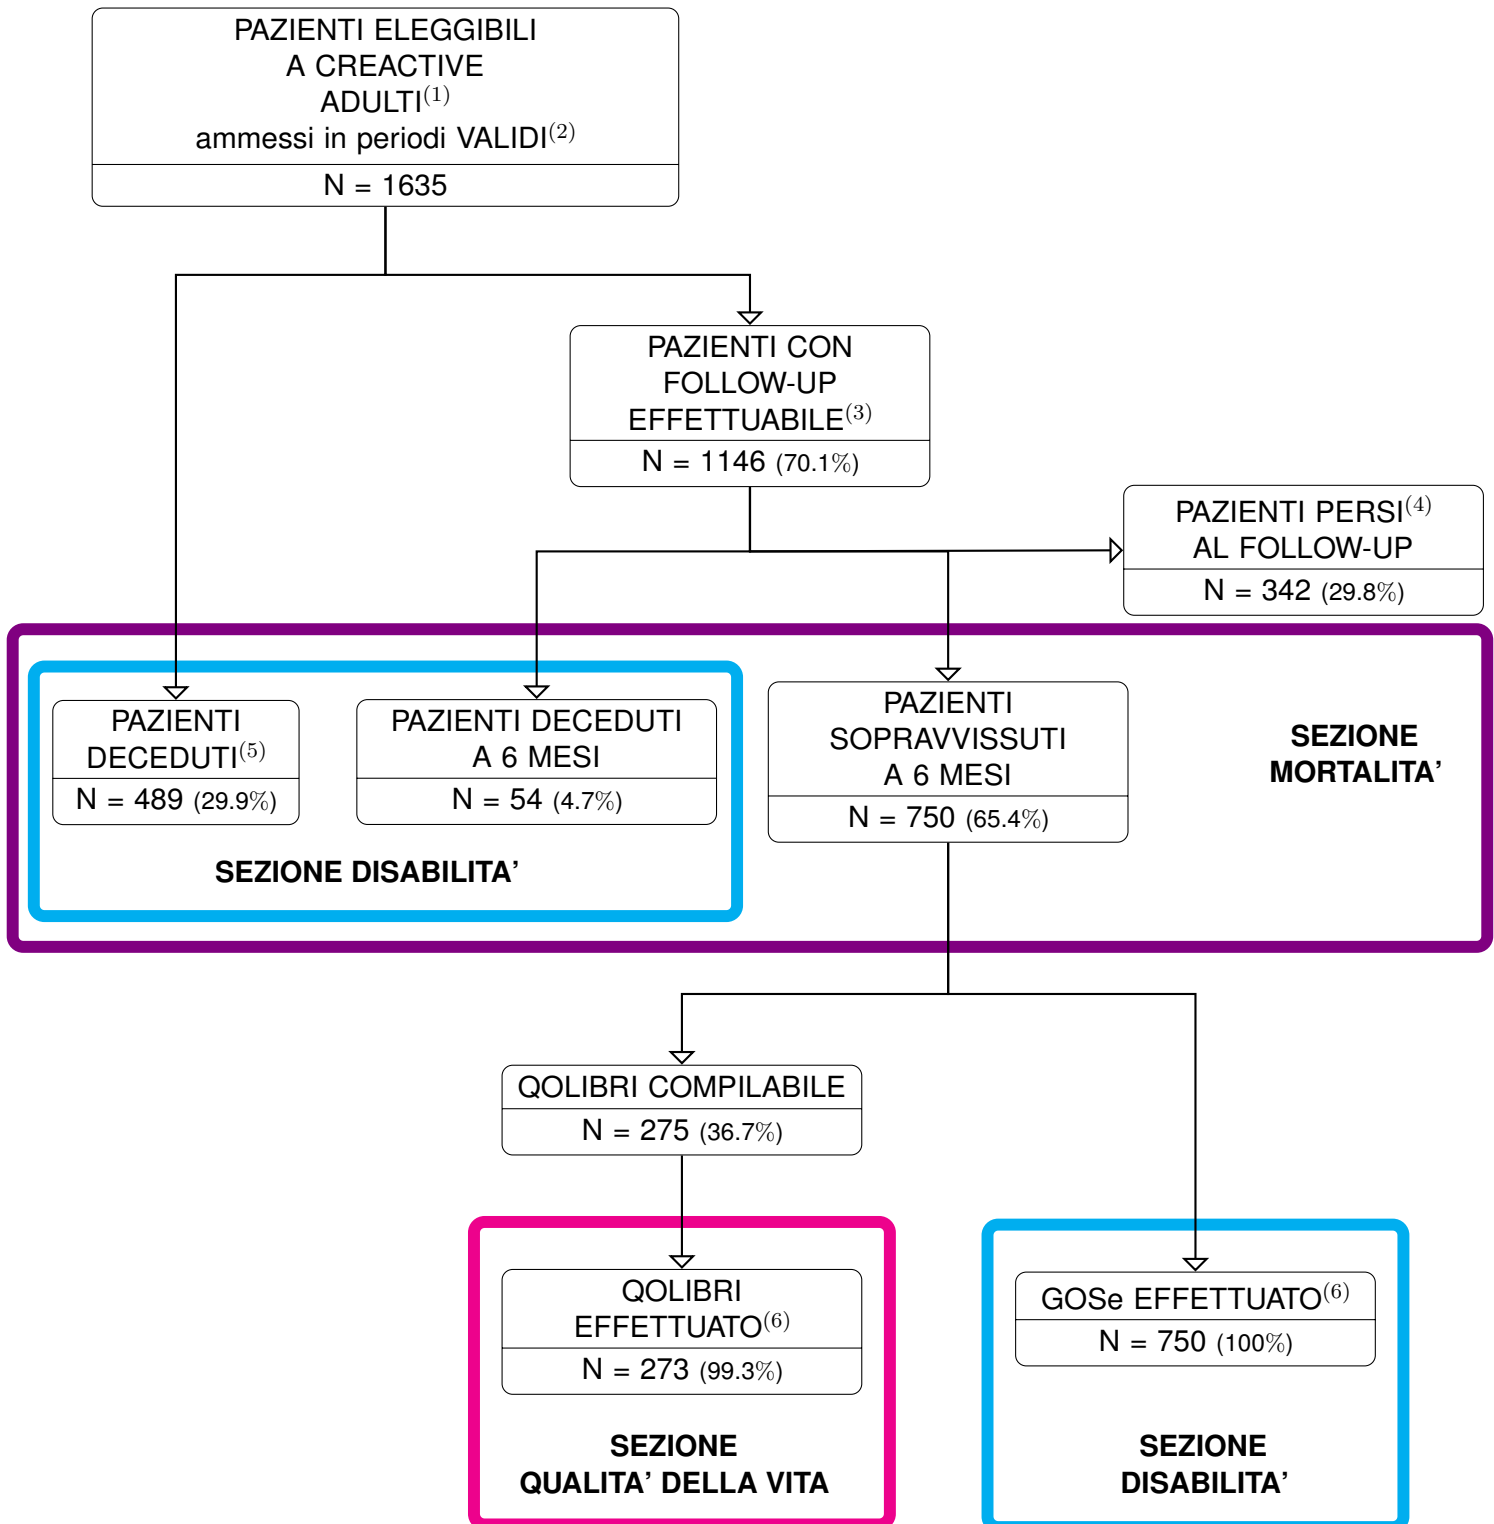 PAZIENTI ELEGGIBILI
A CREACTIVE
ADULTI(1)
ammessi in periodi VALIDI(2)
N = 1635
PAZIENTI CON
FOLLOW-UP
EFFETTUABILE(3)
N = 1146 (70.1%)
PAZIENTI PERSI(4)
AL FOLLOW-UP
N = 342 (29.8%)
PAZIENTI
DECEDUTI(5)
N = 489 (29.9%)
PAZIENTI DECEDUTI
A 6 MESI
N = 54 (4.7%)
PAZIENTI
SOPRAVVISSUTI
A 6 MESI
N = 750 (65.4%)
SEZIONE
MORTALITA’
SEZIONE DISABILITA’
QOLIBRI COMPILABILE
N = 275 (36.7%)
QOLIBRI
EFFETTUATO(6)
N = 273 (99.3%)
SEZIONE
QUALITA’ DELLA VITA
GOSe EFFETTUATO(6)
N = 750 (100%)
SEZIONE
DISABILITA’